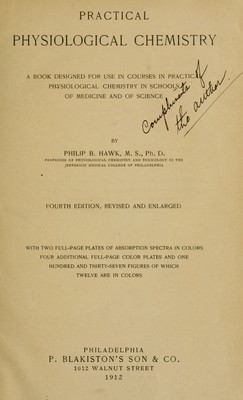 PRACTICAL
PHYSIOLOGICAL CHEMISTRY
A BOOK DESIGNED FOR USE IN COURSES IN PRACTICAL
PHYSIOLOGICAL CHEMISTRY IN SCHOOLS
OF MEDICINE AND OF SCIENCE
Compliments of
the author.
BY
PHILIP B. HAWK, M. S., Ph. D.
PROFESSOR OF PHYSIOLOGICAL CHEMISTRY AND TOXICOLOGY IN THE
JEFFERSON MEDICAL COLLEGE OF PHILADELPHIA
FOURTH EDITION, REVISED AND ENLARGED
WITH TWO FULL-PAGE PLATES OF ABSORPTION SPECTRA IN COLORS
FOUR ADDITIONAL FULL-PAGE COLOR PLATES AND ONE
HUNDRED AND THIRTY-SEVEN FIGURES OF WHICH
TWELVE ARE IN COLORS
PHILADELPHIA
P. BLAKISTON'S SON & CO.
1012 WALNUT STREET
1912